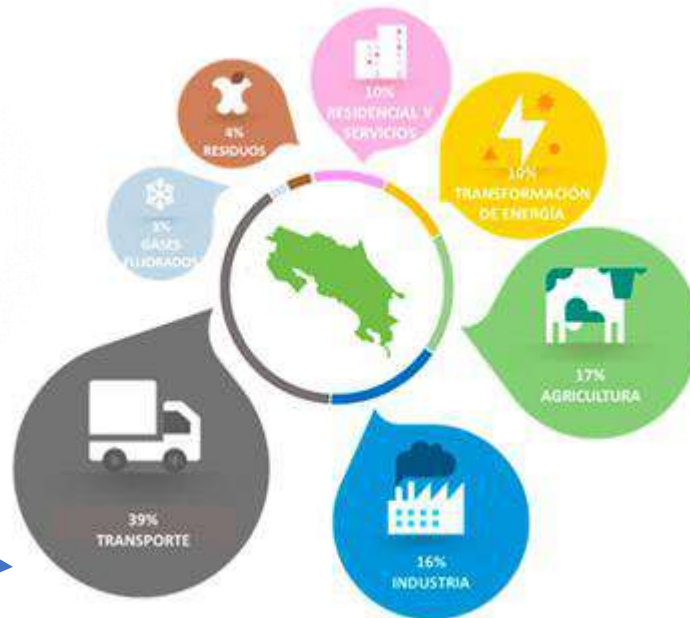 10%
RESIDENCIAL Y
SERVICIOS
4%
RESIDUOS
10%
TRANSFORMACIÓN
DE ENERGÍA
3%
GASES
FLUORADOS
17%
AGRICULTURA
39%
TRANSPORTE
16%
INDUSTRIA